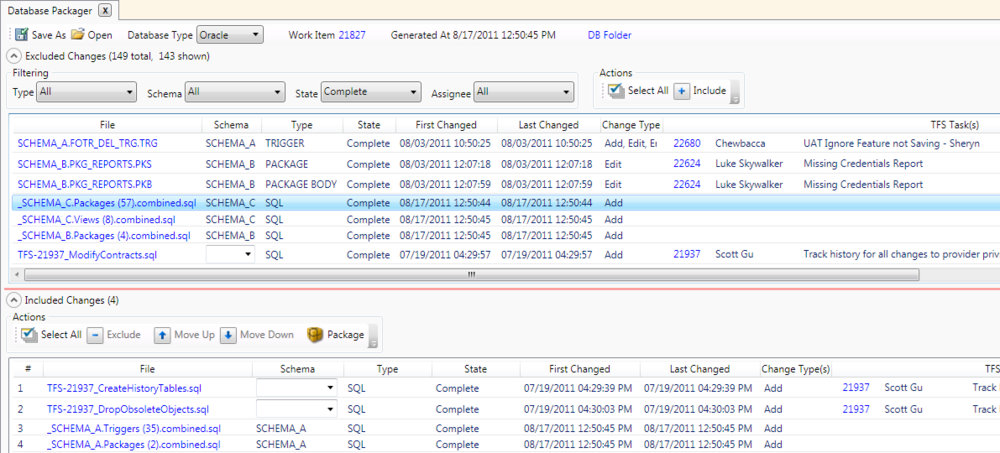 Database Packager x
Save As Open Database Type Oracle Work Item 21827 Generated At 8/17/2011 12:50:45 PM DB Folder
Excluded Changes (149 total, 143 shown)
Filtering Actions
Type All Schema All State Complete Assignee All Select All Include
File Schema Type State First Changed Last Changed Change Type TFS Task(s)
SCHEMA_A.FOTR_DEL_TRG.TRG SCHEMA_A TRIGGER Complete 08/03/2011 10:50:25 08/03/2011 10:50:25 Add, Edit, Ec 22680 Chewbacca UAT Ignore Feature not Saving - Sheryn
SCHEMA_B.PKG_REPORTS.PKS SCHEMA_B PACKAGE Complete 08/03/2011 12:07:18 08/03/2011 12:07:18 Edit 22624 Luke Skywalker Missing Credentials Report
SCHEMA_B.PKG_REPORTS.PKB SCHEMA_B PACKAGE BODY Complete 08/03/2011 12:07:59 08/03/2011 12:07:59 Edit 22624 Luke Skywalker Missing Credentials Report
_SCHEMA_C.Packages (57).combined.sql SCHEMA_C SQL Complete 08/17/2011 12:50:44 08/17/2011 12:50:44 Add
_SCHEMA_C.Views (8).combined.sql SCHEMA_C SQL Complete 08/17/2011 12:50:45 08/17/2011 12:50:45 Add
_SCHEMA_B.Packages (4).combined.sql SCHEMA_B SQL Complete 08/17/2011 12:50:45 08/17/2011 12:50:45 Add
TFS-21937_ModifyContracts.sql SQL Complete 07/19/2011 04:29:57 07/19/2011 04:29:57 Add 21937 Scott Gu Track history for all changes to provider priv
Included Changes (4)
Actions
Select All Exclude Move Up Move Down Package
# File Schema Type State First Changed Last Changed Change Type(s) TFS
1 TFS-21937_CreateHistoryTables.sql SQL Complete 07/19/2011 04:29:39 PM 07/19/2011 04:29:39 PM Add 21937 Scott Gu Track
2 TFS-21937_DropObsoleteObjects.sql SQL Complete 07/19/2011 04:30:03 PM 07/19/2011 04:30:03 PM Add 21937 Scott Gu Track
3 _SCHEMA_A.Triggers (35).combined.sql SCHEMA_A SQL Complete 08/17/2011 12:50:45 PM 08/17/2011 12:50:45 PM Add
4 _SCHEMA_A.Packages (2).combined.sql SCHEMA_A SQL Complete 08/17/2011 12:50:45 PM 08/17/2011 12:50:45 PM Add